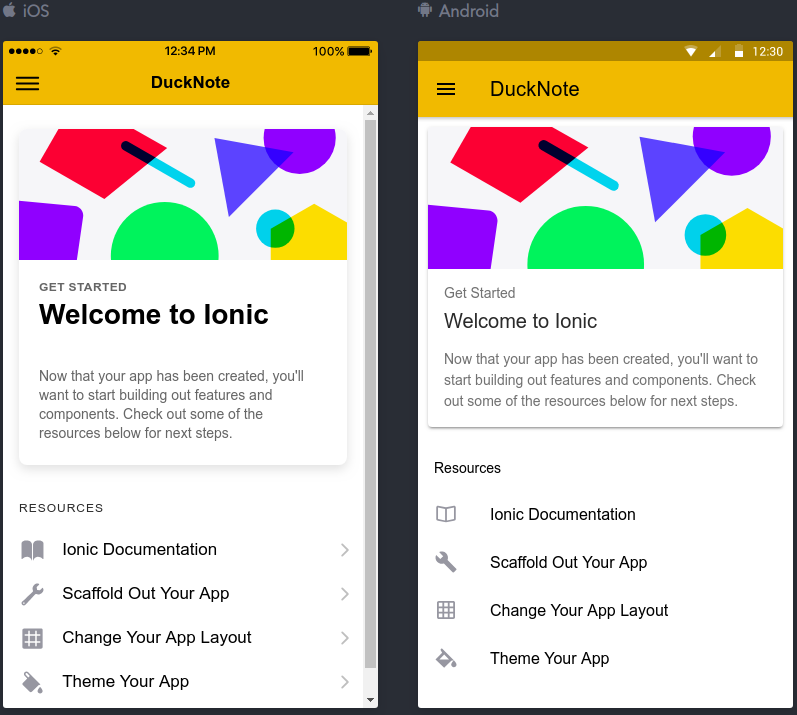 iOS
12:34 PM
100%
DuckNote
GET STARTED
Welcome to Ionic
Now that your app has been created, you'll
want to start building out features and
components. Check out some of the
resources below for next steps.
RESOURCES
Ionic Documentation
Scaffold Out Your App
Change Your App Layout
Theme Your App
Android
12:30
DuckNote
Get Started
Welcome to Ionic
Now that your app has been created, you'll want to
start building out features and components. Check
out some of the resources below for next steps.
Resources
Ionic Documentation
Scaffold Out Your App
Change Your App Layout
Theme Your App